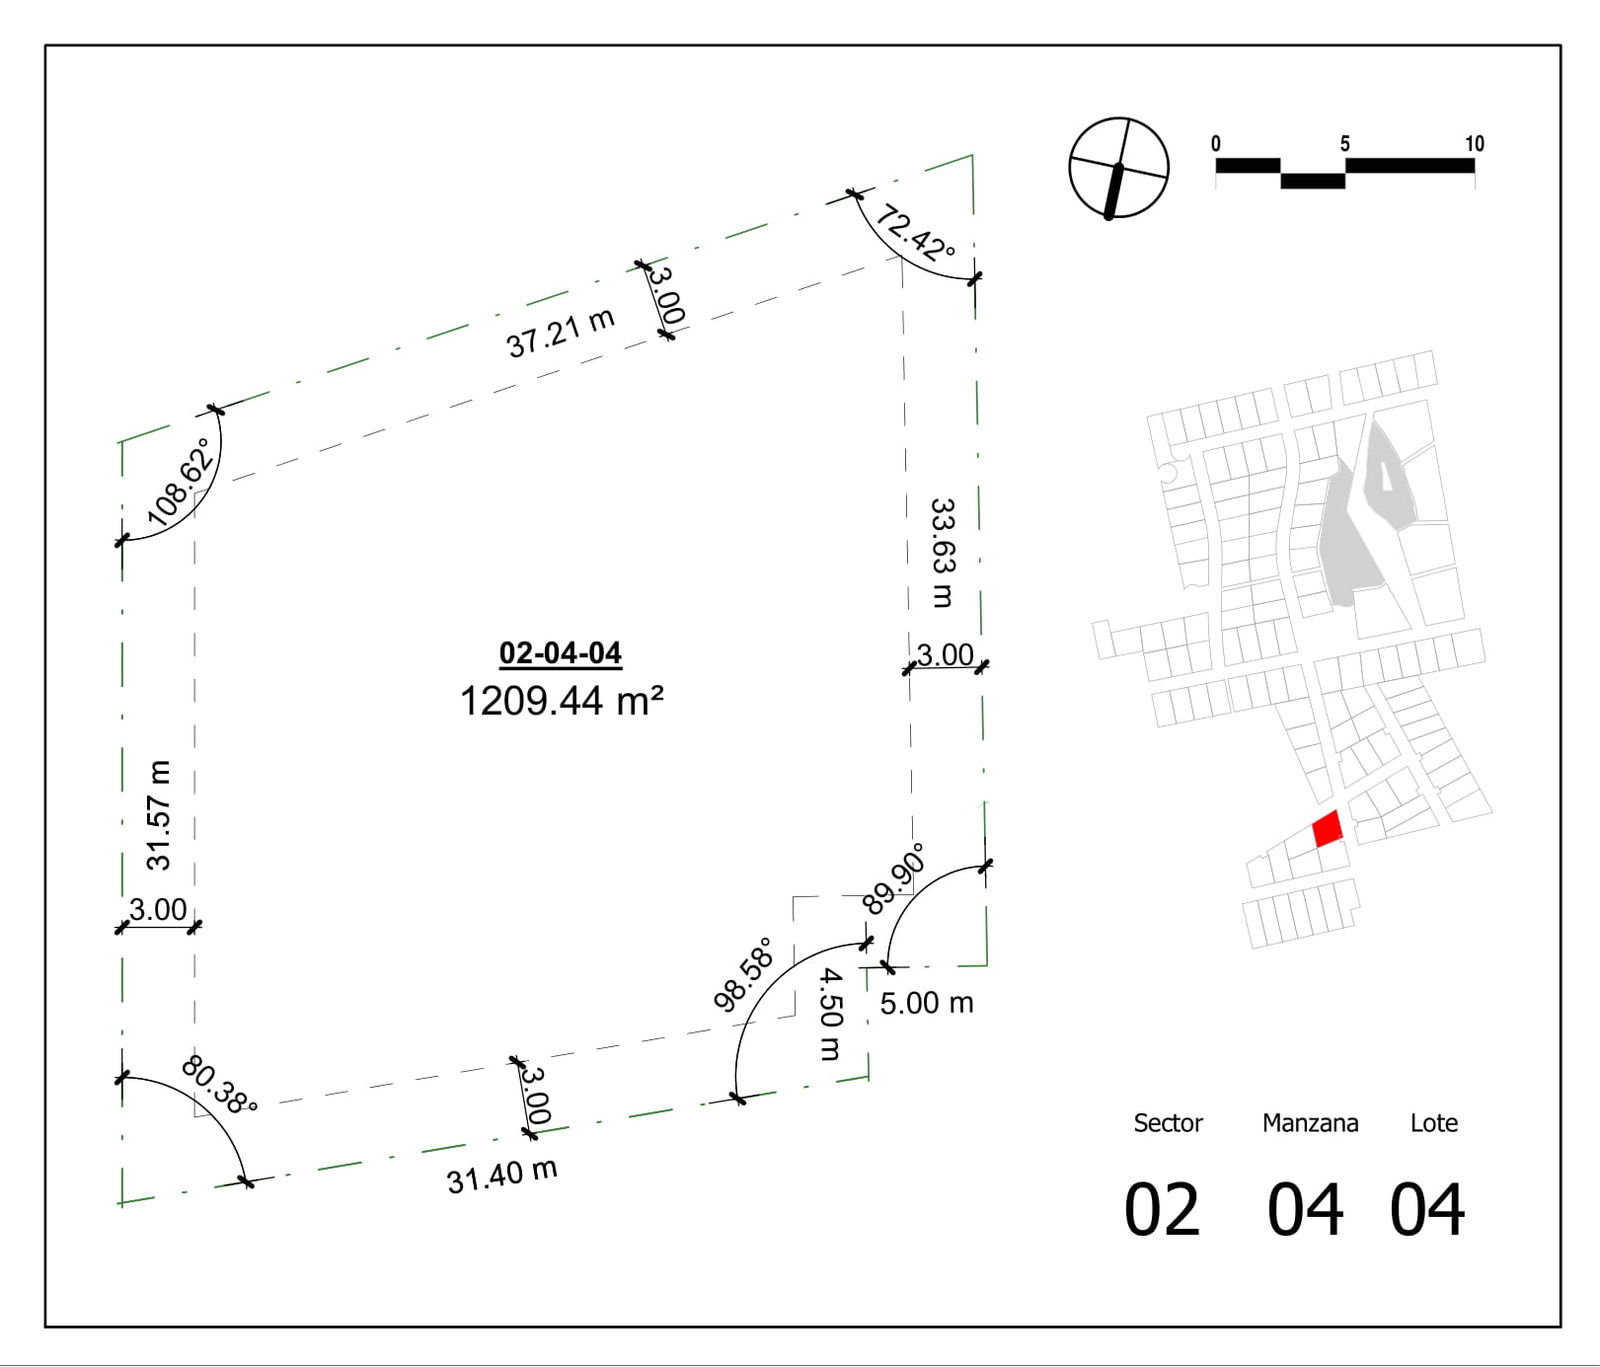 0 5 10
72.42°
3.00
37.21 m
108.62°
33.63 m
02-04-04
1209.44 m²
3.00
31.57 m
3.00
89.90°
98.58°
4.50 m
5.00 m
80.38°
3.00
31.40 m
Sector Manzana Lote
02 04 04